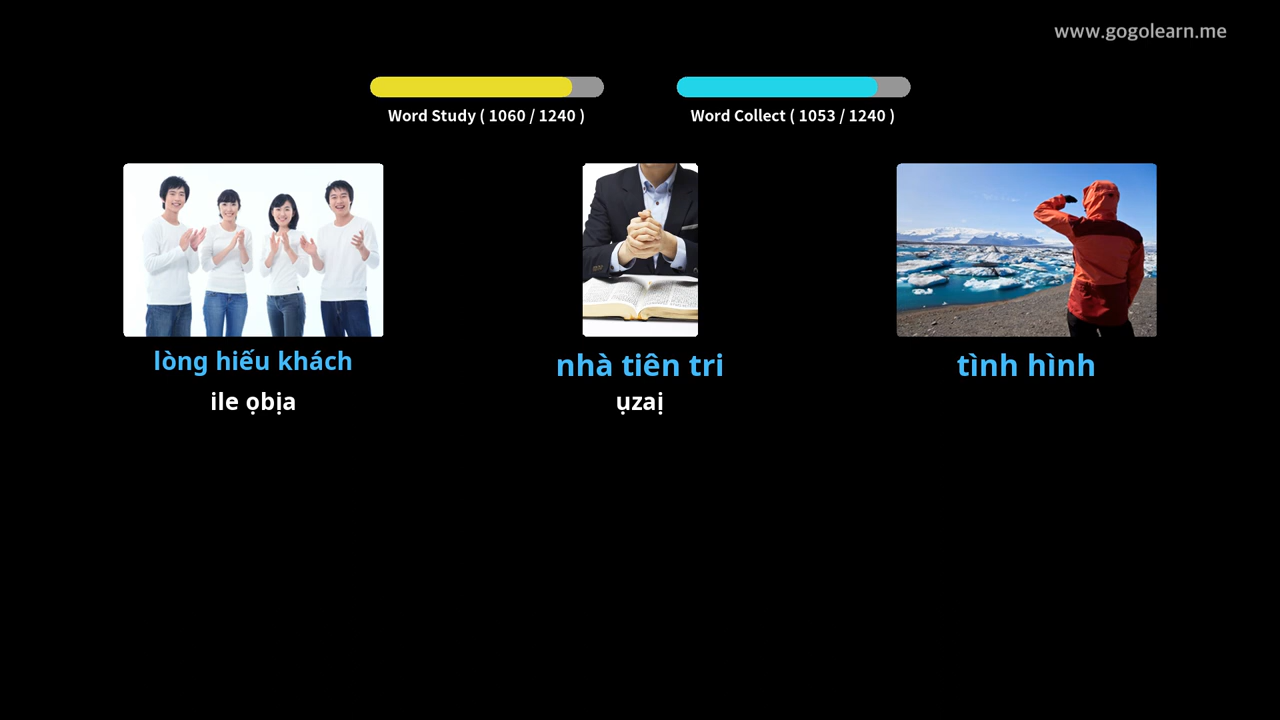 www.gogolearn.me
Word Study ( 1060 / 1240 )
Word Collect ( 1053 / 1240 )
lòng hiếu khách
nhà tiên tri
tình hình
ile ọbịa
ụzaị